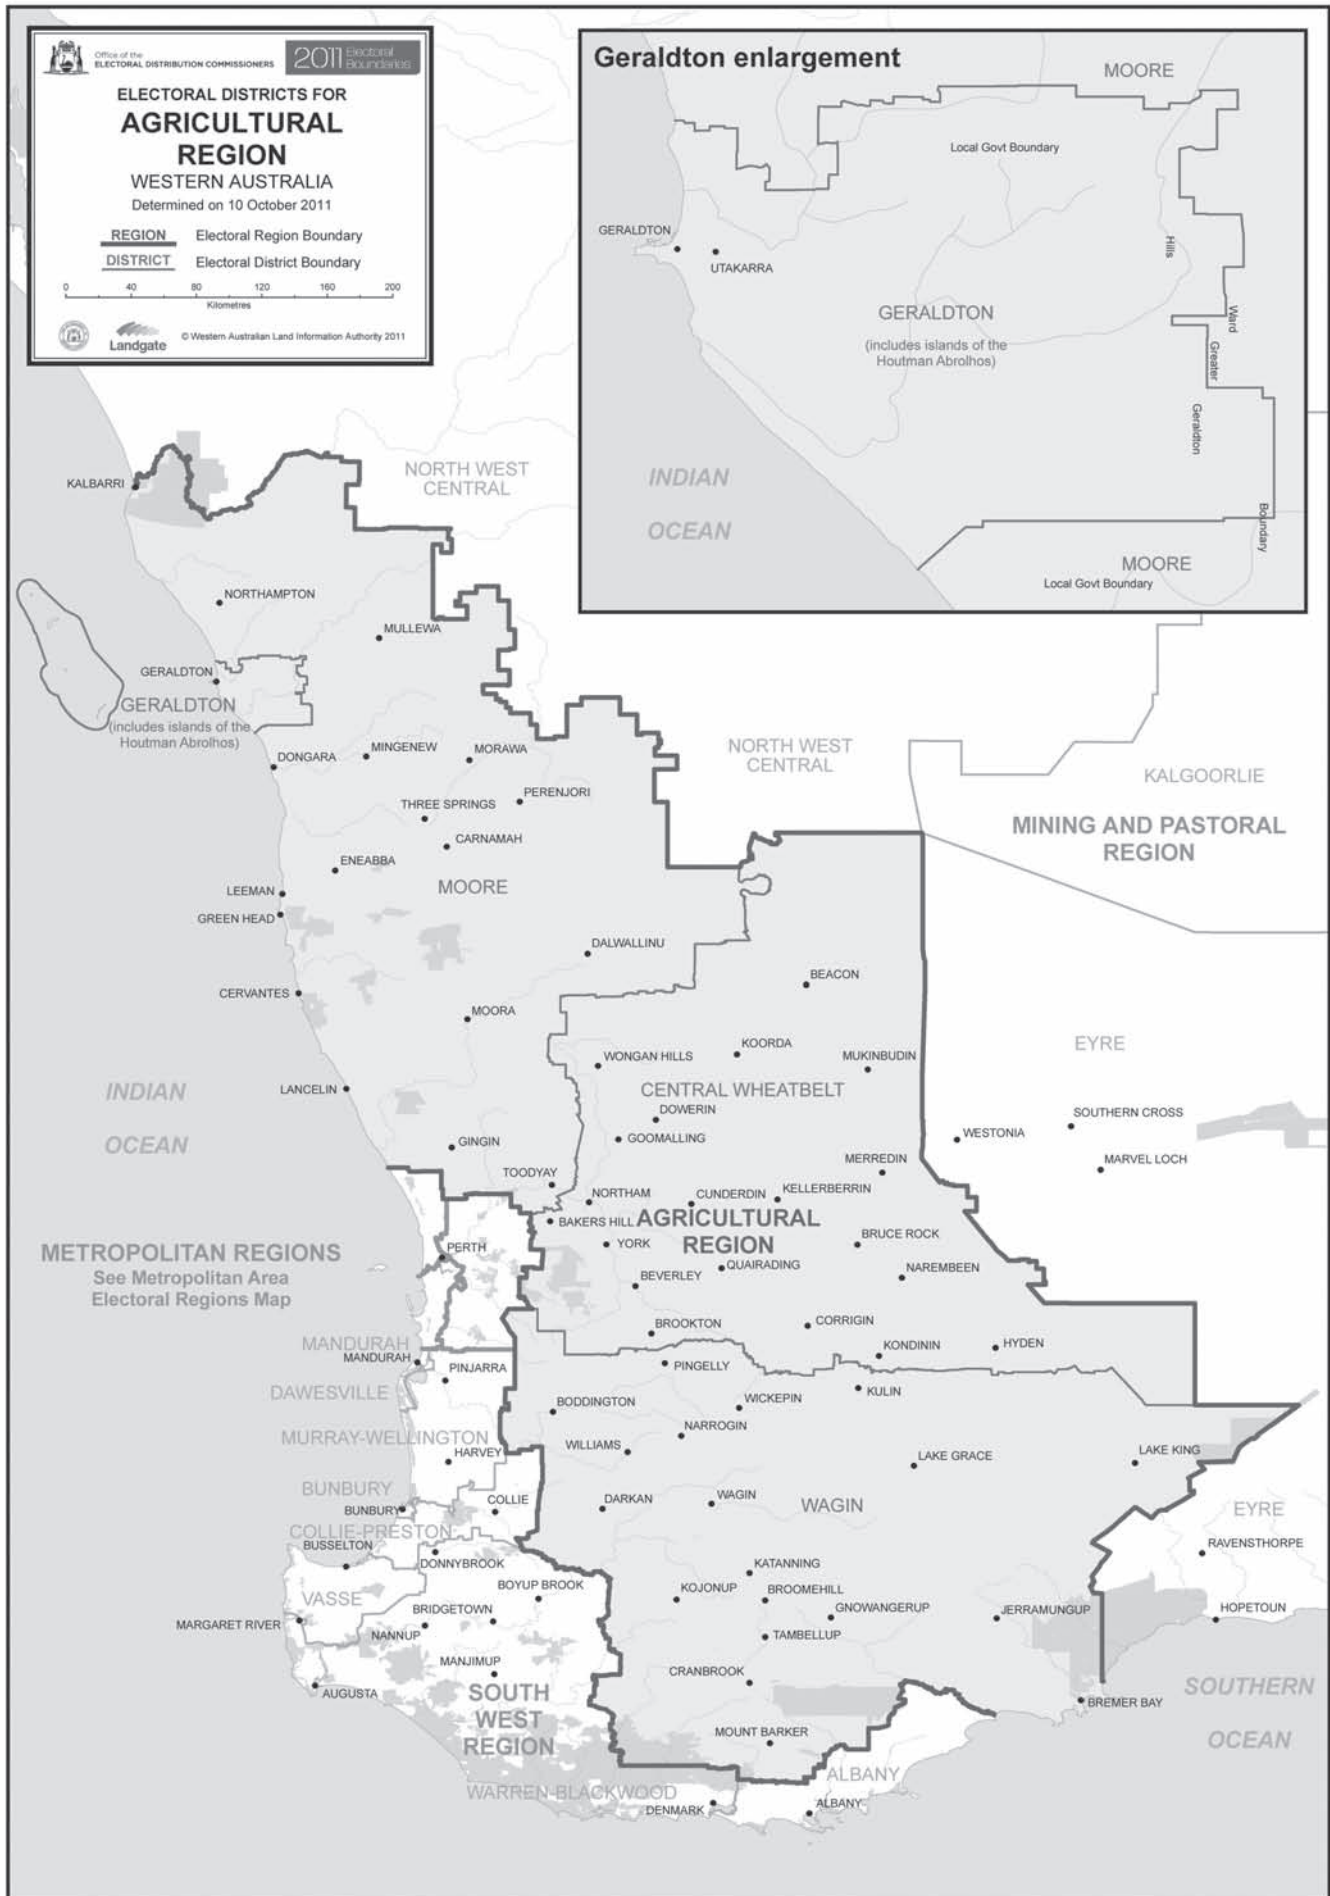 Office of the
ELECTORAL DISTRIBUTION COMMISSIONERS
2011 Electoral
Boundaries
ELECTORAL DISTRICTS FOR
AGRICULTURAL
REGION
WESTERN AUSTRALIA
Determined on 10 October 2011
REGION Electoral Region Boundary
DISTRICT Electoral District Boundary
0 40 80 120 160 200
Kilometres
Landgate
© Western Australian Land Information Authority 2011
Geraldton enlargement
MOORE
Local Govt Boundary
GERALDTON
UTAKARRA
Hills
GERALDTON
(includes islands of the
Houtman Abrolhos)
Ward
Greater
Geraldton
Boundary
INDIAN
OCEAN
MOORE
Local Govt Boundary
KALBARRI
NORTH WEST
CENTRAL
NORTHAMPTON
MULLEWA
GERALDTON
GERALDTON
(includes islands of the
Houtman Abrolhos)
DONGARA
MINGENEW
MORAWA
NORTH WEST
CENTRAL
KALGOORLIE
PERENJORI
THREE SPRINGS
MINING AND PASTORAL
REGION
CARNAMAH
ENEABBA
MOORE
LEEMAN
GREEN HEAD
DALWALLINU
BEACON
CERVANTES
MOORA
EYRE
KOORDA
WONGAN HILLS
MUKINBUDIN
INDIAN
OCEAN
LANCELIN
CENTRAL WHEATBELT
DOWERIN
SOUTHERN CROSS
GOOMALLING
WESTONIA
GINGIN
MERREDIN
MARVEL LOCH
TOODYAY
NORTHAM
CUNDERDIN
KELLERBERRIN
BAKERS HILL
AGRICULTURAL
REGION
BRUCE ROCK
YORK
METROPOLITAN REGIONS
See Metropolitan Area
Electoral Regions Map
PERTH
QUAIRADING
NAREMBEEN
BEVERLEY
BROOKTON
CORRIGIN
MANDURAH
MANDURAH
KONDININ
HYDEN
PINJARRA
PINGELLY
DAWESVILLE
KULIN
BODDINGTON
WICKEPIN
MURRAY-WELLINGTON
NARROGIN
WILLIAMS
HARVEY
LAKE GRACE
LAKE KING
BUNBURY
BUNBURY
COLLIE
DARKAN
WAGIN
WAGIN
EYRE
COLLIE-PRESTON
BUSSELTON
DONNYBROOK
RAVENSTHORPE
KATANNING
BOYUP BROOK
KOJONUP
BROOMEHILL
VASSE
BRIDGETOWN
GNOWANGERUP
JERRAMUNGUP
HOPETOUN
MARGARET RIVER
NANNUP
TAMBELLUP
MANJIMUP
CRANBROOK
AUGUSTA
SOUTH
WEST
REGION
BREMER BAY
SOUTHERN
OCEAN
MOUNT BARKER
ALBANY
WARREN-BLACKWOOD
DENMARK
ALBANY